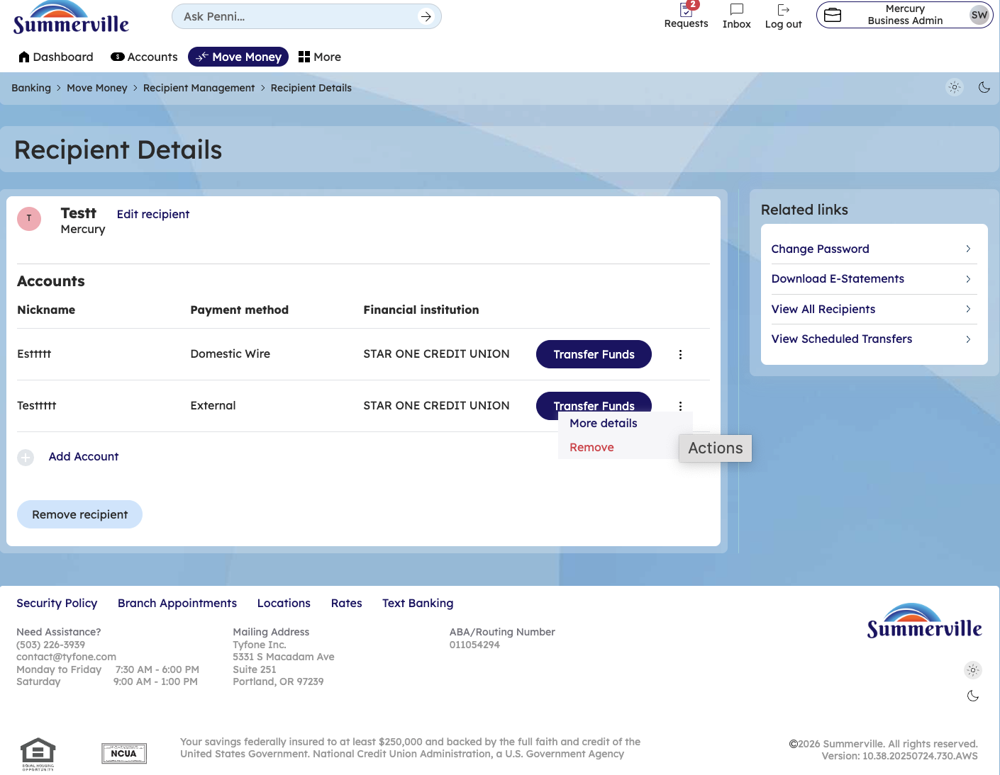 Summerville
Ask Penni...
2
Requests
Inbox
Log out
Mercury
Business Admin
SW
Dashboard
$
Accounts
Move Money
More
Banking > Move Money > Recipient Management > Recipient Details
Recipient Details
T
Testt
Edit recipient
Mercury
Accounts
Nickname Payment method Financial institution
Esttttt Domestic Wire STAR ONE CREDIT UNION Transfer Funds
Testtttt External STAR ONE CREDIT UNION Transfer Funds
More details
Remove
Actions
Add Account
Remove recipient
Related links
Change Password
Download E-Statements
View All Recipients
View Scheduled Transfers
Security Policy Branch Appointments Locations Rates Text Banking
Need Assistance?
(503) 226-3939
contact@tyfone.com
Monday to Friday 7:30 AM - 6:00 PM
Saturday 9:00 AM - 1:00 PM
Mailing Address
Tyfone Inc.
5331 S Macadam Ave
Suite 251
Portland, OR 97239
ABA/Routing Number
011054294
Summerville
EQUAL HOUSING
OPPORTUNITY
NCUA
Your savings federally insured to at least $250,000 and backed by the full faith and credit of the
United States Government. National Credit Union Administration, a U.S. Government Agency
©2026 Summerville. All rights reserved.
Version: 10.38.20250724.730.AWS